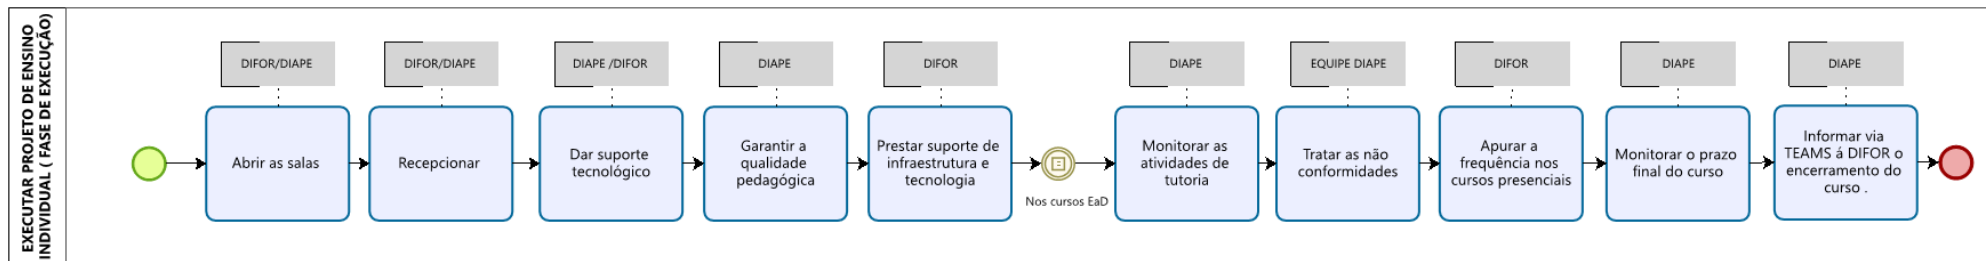 EXECUTAR PROJETO DE ENSINO
INDIVIDUAL ( FASE DE EXECUÇÃO)
DIFOR/DIAPE
Abrir as salas
DIFOR/DIAPE
Recepcionar
DIAPE /DIFOR
Dar suporte
tecnológico
DIAPE
Garantir a
qualidade
pedagógica
DIFOR
Prestar suporte de
infraestrutura e
tecnologia
Nos cursos EaD
DIAPE
Monitorar as
atividades de
tutoria
EQUIPE DIAPE
Tratar as não
conformidades
DIFOR
Apurar a
frequência nos
cursos presenciais
DIAPE
Monitorar o prazo
final do curso
DIAPE
Informar via
TEAMS á DIFOR o
encerramento do
curso .